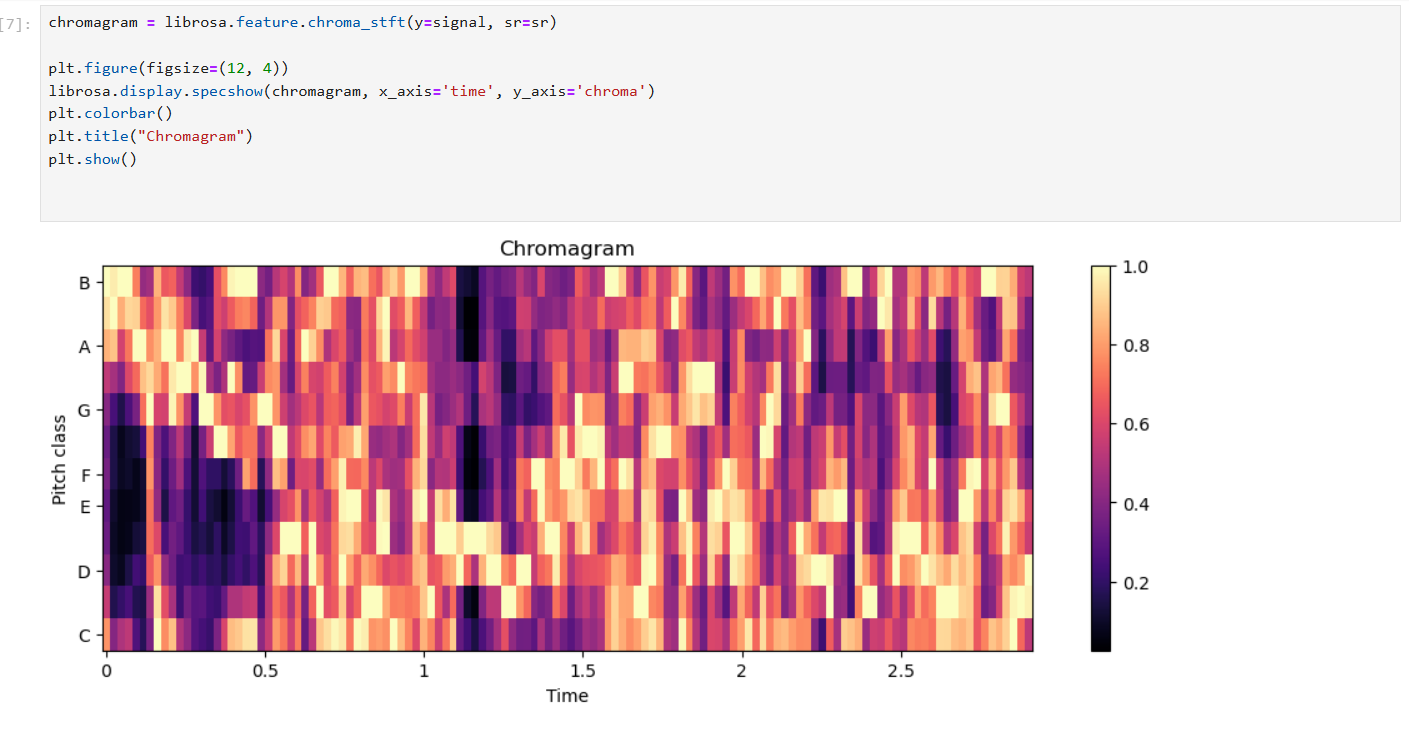 [7]:
chromagram = librosa.feature.chroma_stft(y=signal, sr=sr)
plt.figure(figsize=(12, 4))
librosa.display.specshow(chromagram, x_axis='time', y_axis='chroma')
plt.colorbar()
plt.title("Chromagram")
plt.show()
Chromagram
B
A
G
F
E
D
C
Pitch class
0 0.5 1 1.5 2 2.5
Time
1.0
0.8
0.6
0.4
0.2